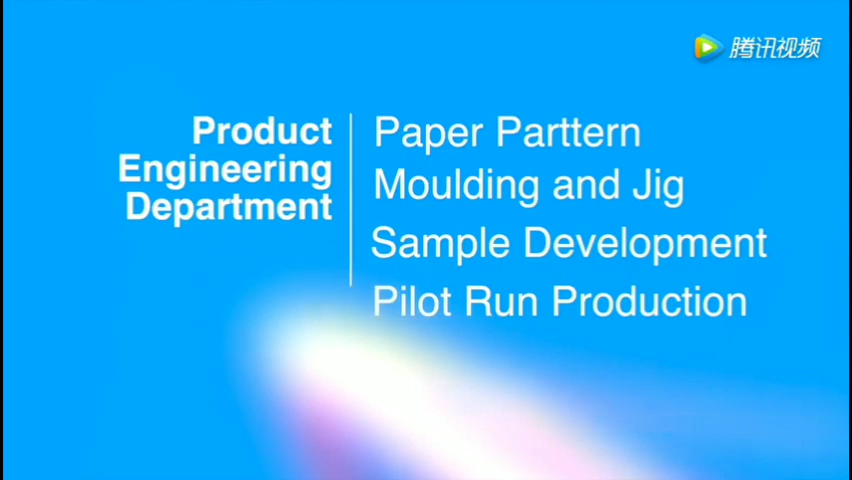 腾讯视频
Product
Engineering
Department
Paper Parttern
Moulding and Jig
Sample Development
Pilot Run Production